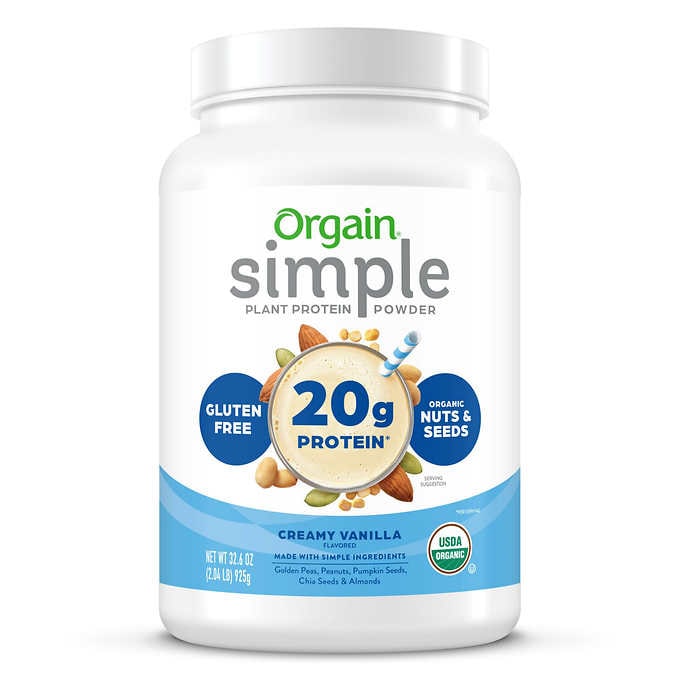 Orgain®
simple
PLANT PROTEIN POWDER
GLUTEN
FREE
20g
PROTEIN*
ORGANIC
NUTS &
SEEDS
SERVING
SUGGESTION
*PER SERVING
CREAMY VANILLA
FLAVORED
MADE WITH SIMPLE INGREDIENTS
Golden Peas, Peanuts, Pumpkin Seeds,
Chia Seeds & Almonds
NET WT 32.6 OZ
(2.04 LB) 925g
USDA
ORGANIC
U